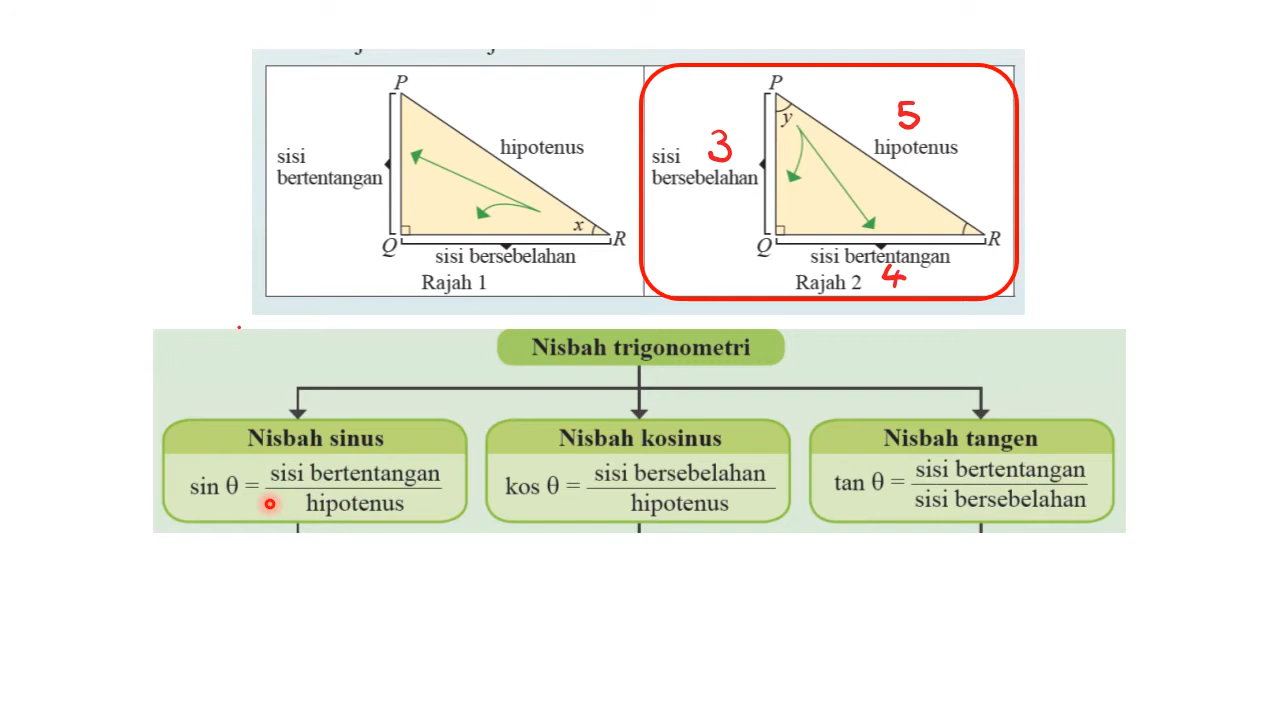 P
sisi
bertentangan
hipotenus
x
Q
R
sisi bersebelahan
Rajah 1
P
y
5
hipotenus
sisi
3
bersebelahan
Q
R
sisi bertentangan
Rajah 2
4
Nisbah trigonometri
Nisbah sinus
sin θ = sisi bertentangan
hipotenus
Nisbah kosinus
kos θ = sisi bersebelahan
hipotenus
Nisbah tangen
tan θ = sisi bertentangan
sisi bersebelahan